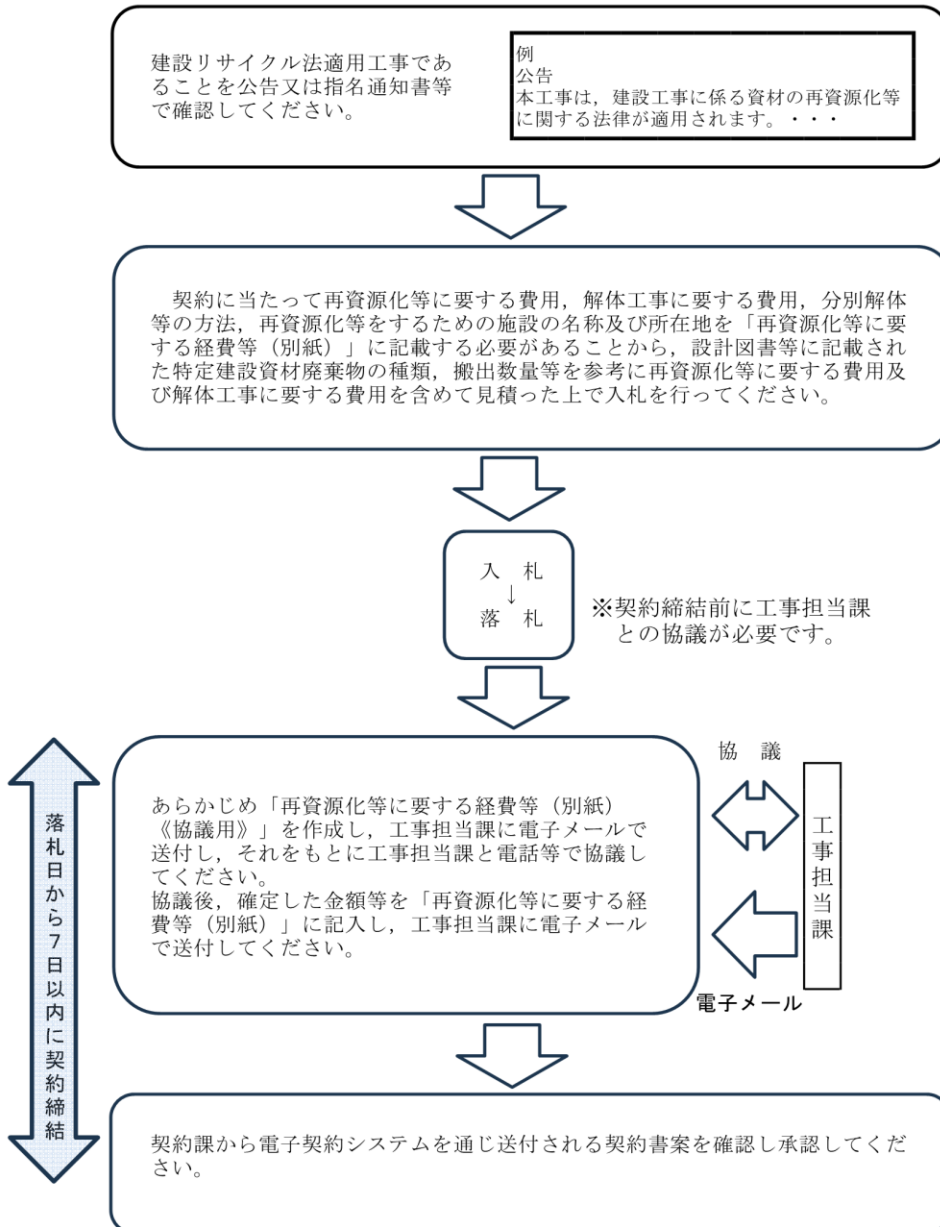 建設リサイクル法適用工事であ
ることを公告又は指名通知書等
で確認してください。
例
公告
本工事は，建設工事に係る資材の再資源化等
に関する法律が適用されます。・・・
契約に当たって再資源化等に要する費用，解体工事に要する費用，分別解体
等の方法，再資源化等をするための施設の名称及び所在地を「再資源化等に要
する経費等（別紙）」に記載する必要があることから，設計図書等に記載され
た特定建設資材廃棄物の種類，搬出数量等を参考に再資源化等に要する費用及
び解体工事に要する費用を含めて見積った上で入札を行ってください。
入　札
↓
落　札
※契約締結前に工事担当課
との協議が必要です。
落札日から７日以内に契約締結
あらかじめ「再資源化等に要する経費等（別紙）
《協議用》」を作成し，工事担当課に電子メールで
送付し，それをもとに工事担当課と電話等で協議し
てください。
協議後，確定した金額等を「再資源化等に要する経
費等（別紙）」に記入し，工事担当課に電子メール
で送付してください。
協　議
工事担当課
電子メール
契約課から電子契約システムを通じ送付される契約書案を確認し承認してくだ
さい。